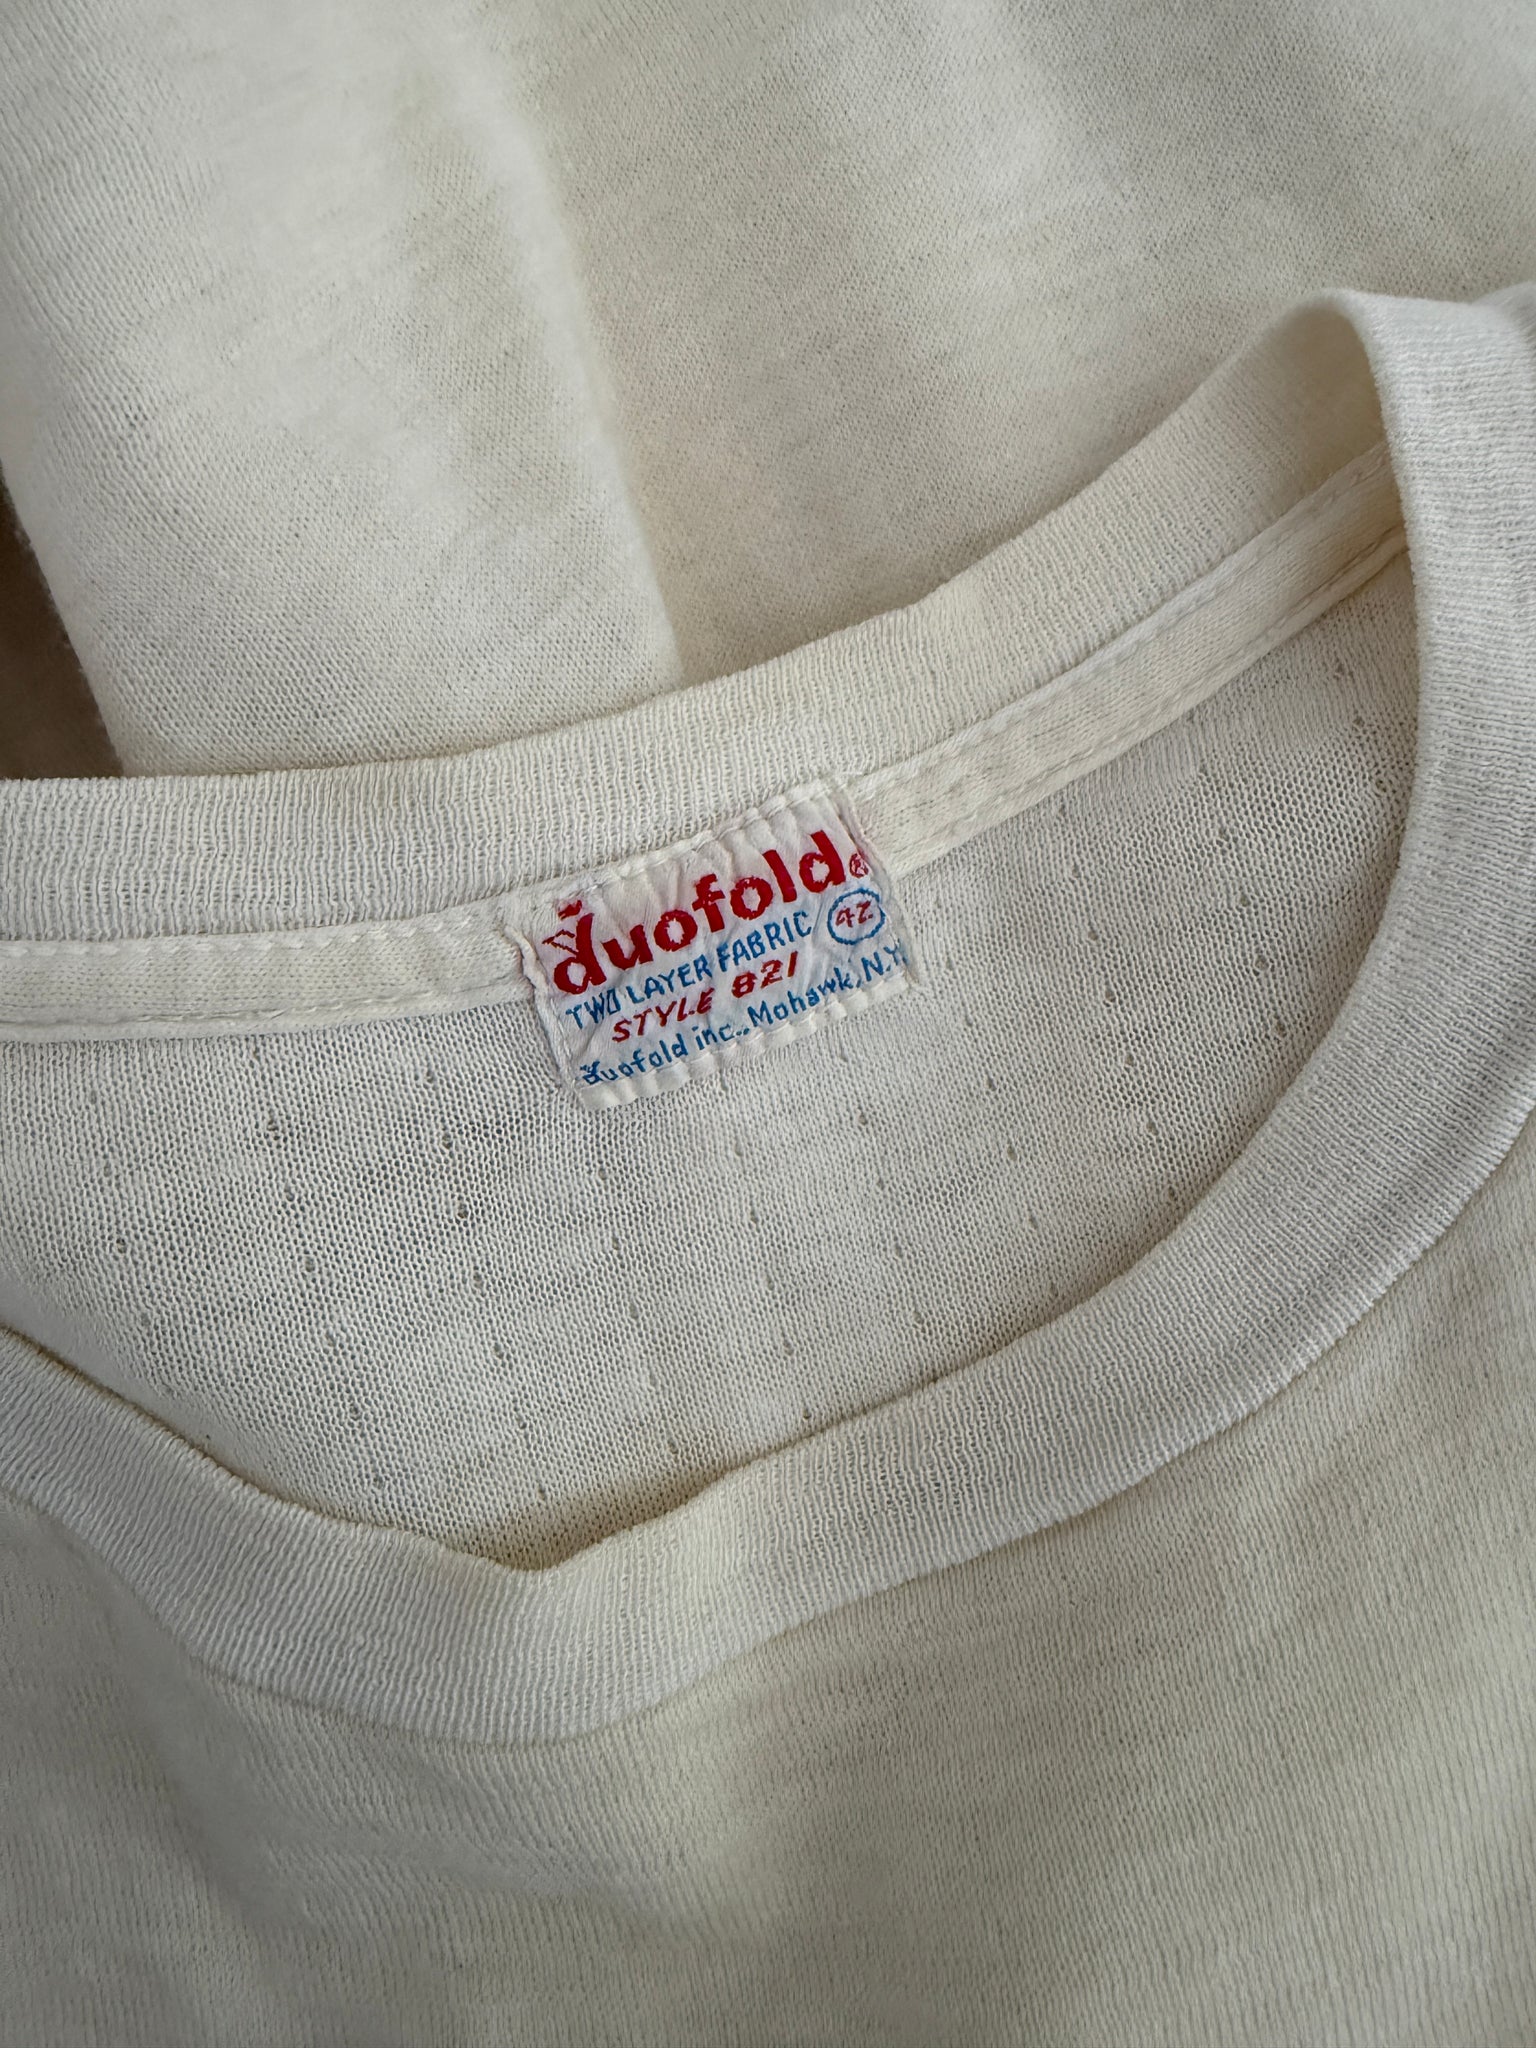 duofold®
TWO LAYER FABRIC 42
STYLE 821
duofold inc., Mohawk, N.Y.